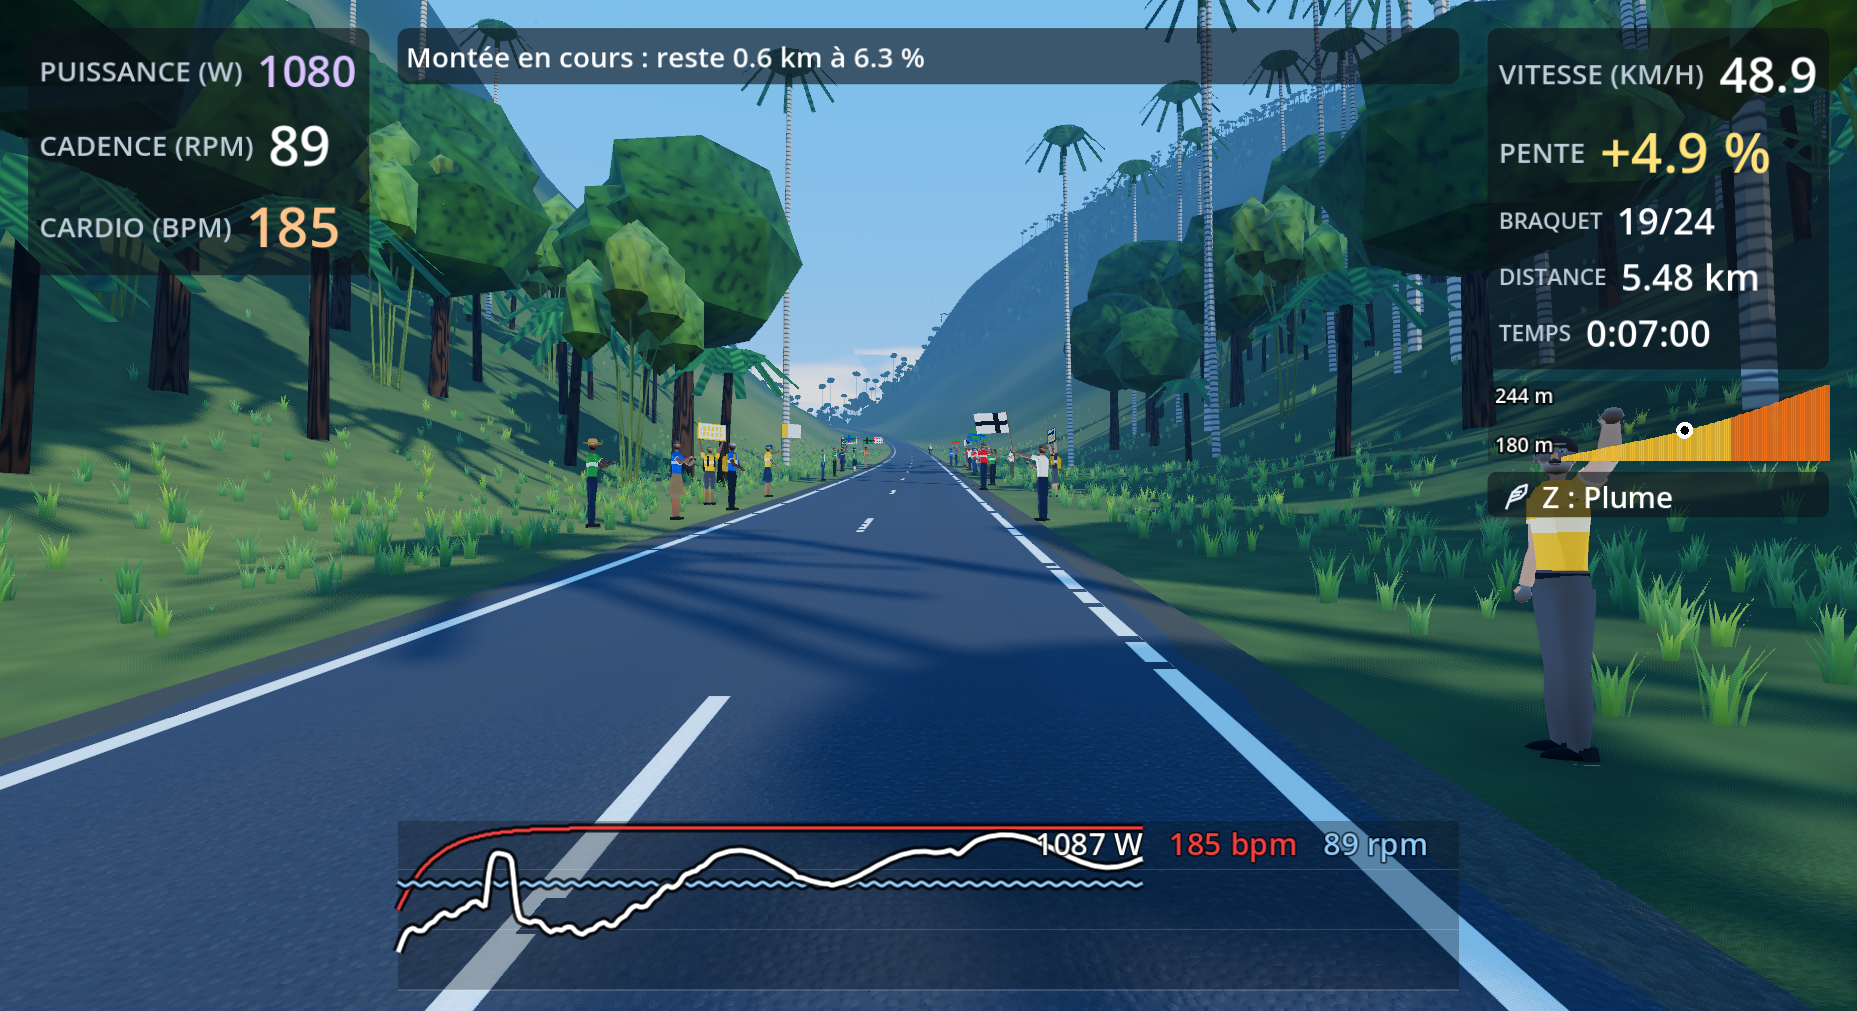 PUISSANCE (W) 1080
CADENCE (RPM) 89
CARDIO (BPM) 185
Montée en cours : reste 0.6 km à 6.3 %
VITESSE (KM/H) 48.9
PENTE +4.9 %
BRAQUET 19/24
DISTANCE 5.48 km
TEMPS 0:07:00
244 m
180 m
Z : Plume
1087 W 185 bpm 89 rpm